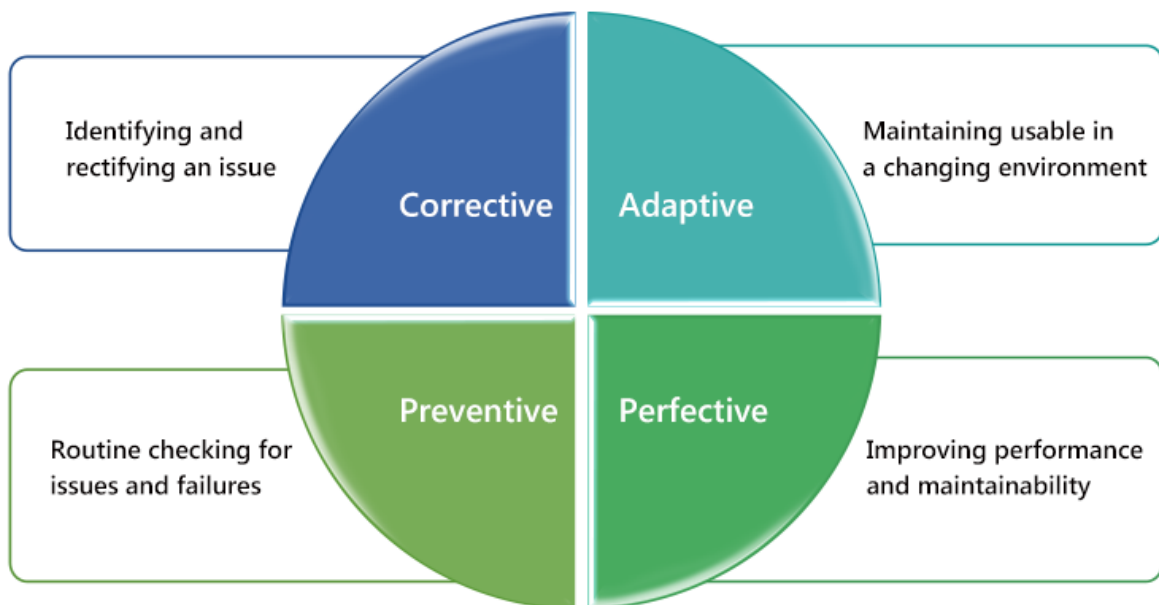 Identifying and
rectifying an issue
Corrective
Adaptive
Maintaining usable in
a changing environment
Routine checking for
issues and failures
Preventive
Perfective
Improving performance
and maintainability